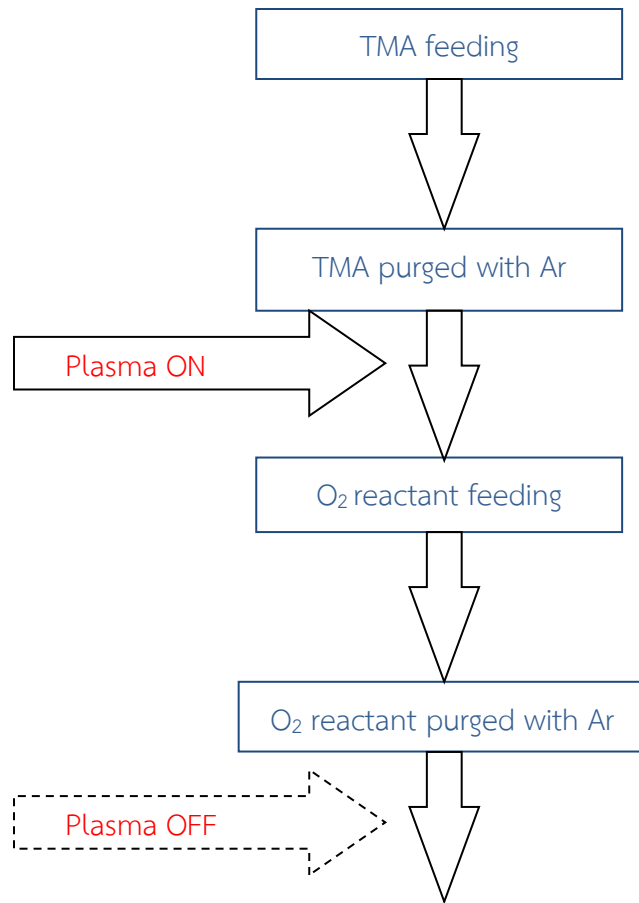 TMA feeding
TMA purged with Ar
Plasma ON
O₂ reactant feeding
O₂ reactant purged with Ar
Plasma OFF